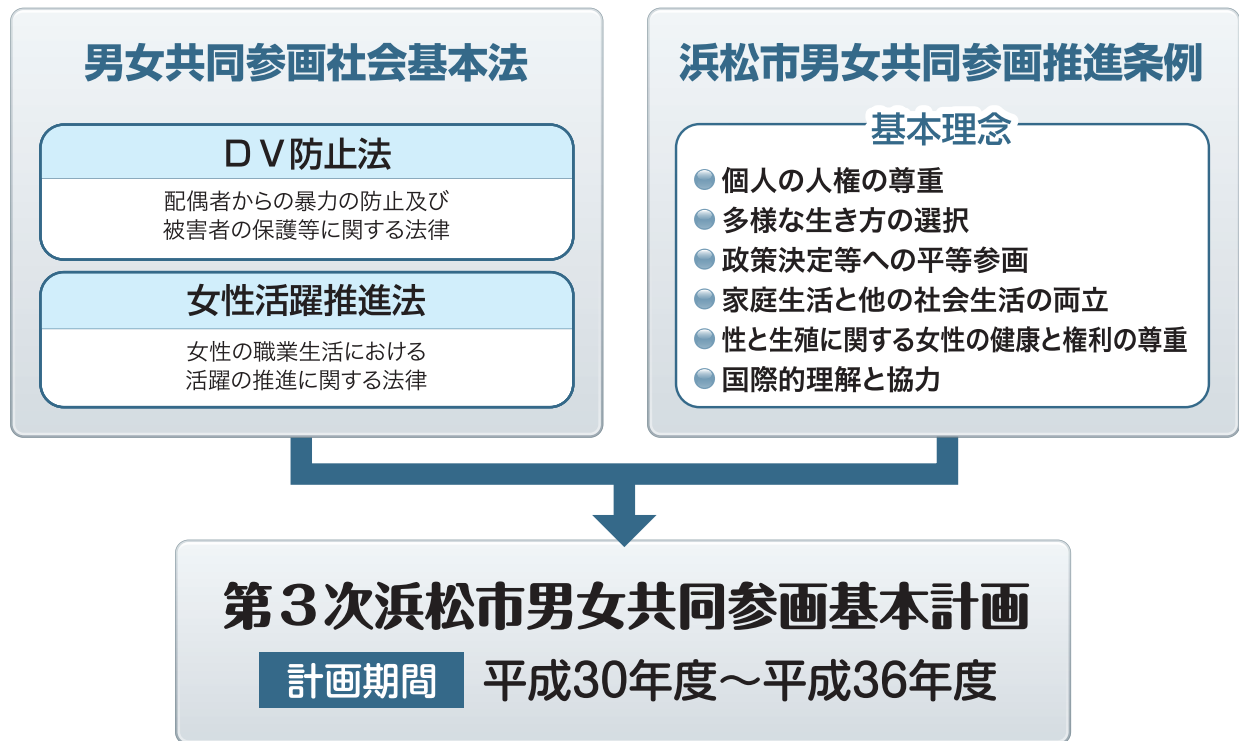 男女共同参画社会基本法
DV防止法
配偶者からの暴力の防止及び
被害者の保護等に関する法律
女性活躍推進法
女性の職業生活における
活躍の推進に関する法律
浜松市男女共同参画推進条例
基本理念
個人の人権の尊重
多様な生き方の選択
政策決定等への平等参画
家庭生活と他の社会生活の両立
性と生殖に関する女性の健康と権利の尊重
国際的理解と協力
第3次浜松市男女共同参画基本計画
計画期間 平成30年度～平成36年度